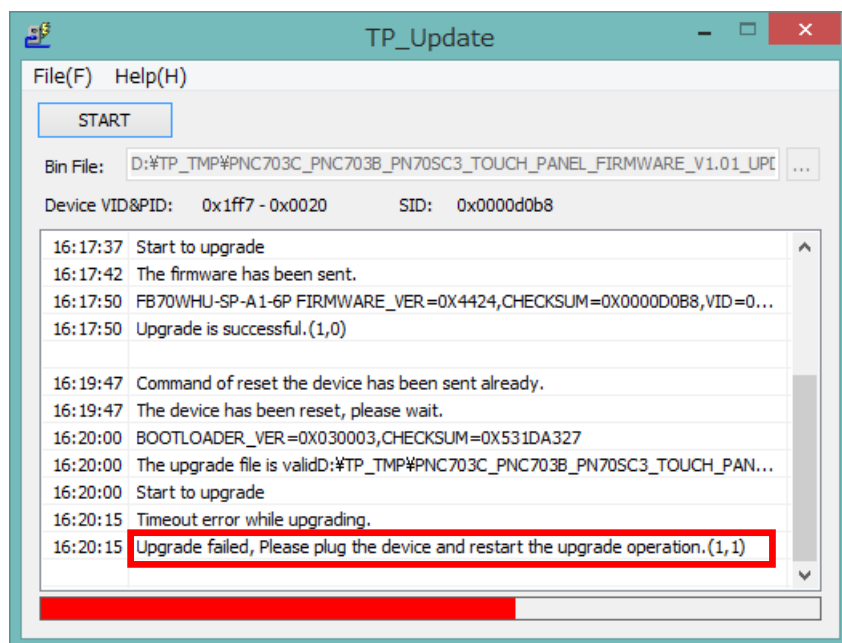 TP_Update
File(F) Help(H)
START
Bin File: D:¥TP_TMP¥PNC703C_PNC703B_PN70SC3_TOUCH_PANEL_FIRMWARE_V1.01_UPD ...
Device VID&PID: 0x1ff7 - 0x0020 SID: 0x0000d0b8
16:17:37 Start to upgrade
16:17:42 The firmware has been sent.
16:17:50 FB70WHU-SP-A1-6P FIRMWARE_VER=0X4424,CHECKSUM=0X0000D0B8,VID=0...
16:17:50 Upgrade is successful.(1,0)
16:19:47 Command of reset the device has been sent already.
16:19:47 The device has been reset, please wait.
16:20:00 BOOTLOADER_VER=0X030003,CHECKSUM=0X531DA327
16:20:00 The upgrade file is validD:¥TP_TMP¥PNC703C_PNC703B_PN70SC3_TOUCH_PAN...
16:20:00 Start to upgrade
16:20:15 Timeout error while upgrading.
16:20:15 Upgrade failed, Please plug the device and restart the upgrade operation.(1,1)